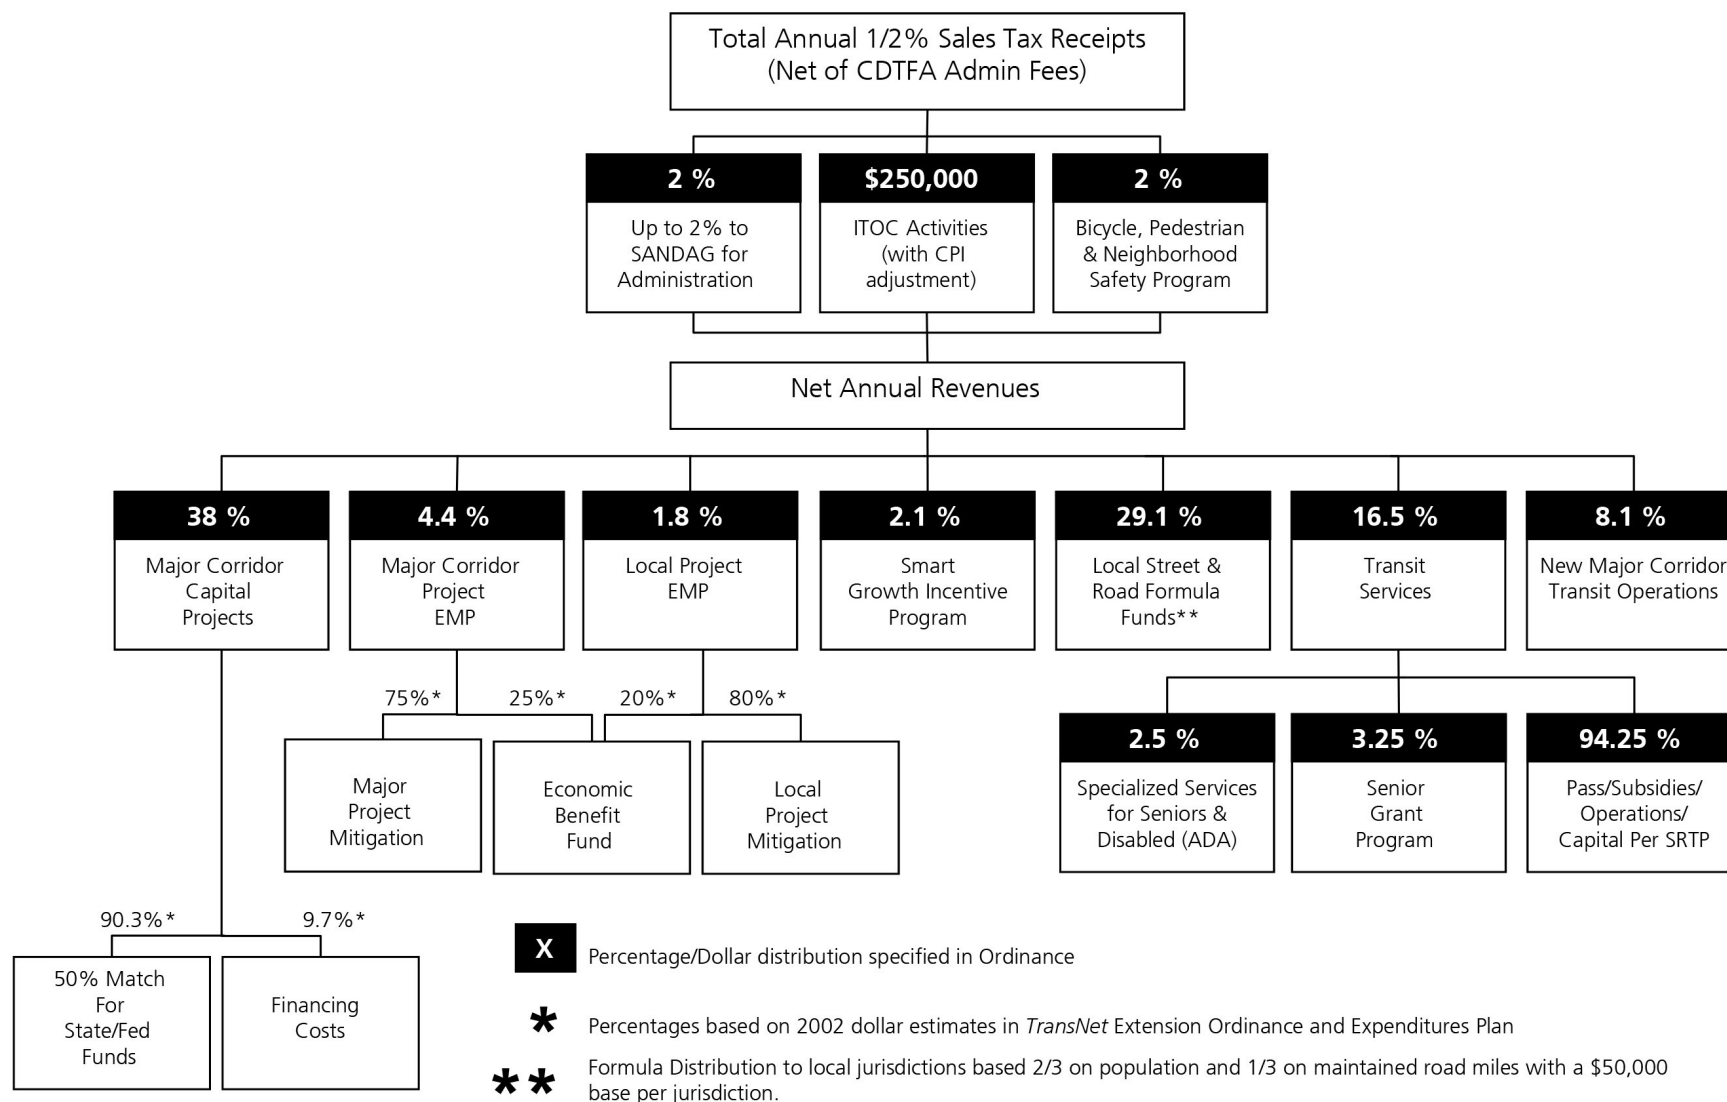 Total Annual 1/2% Sales Tax Receipts
(Net of CDTFA Admin Fees)
2 %
Up to 2% to
SANDAG for
Administration
$250,000
ITOC Activities
(with CPI
adjustment)
2 %
Bicycle, Pedestrian
& Neighborhood
Safety Program
Net Annual Revenues
38 %
Major Corridor
Capital
Projects
4.4 %
Major Corridor
Project
EMP
1.8 %
Local Project
EMP
2.1 %
Smart
Growth Incentive
Program
29.1 %
Local Street &
Road Formula
Funds**
16.5 %
Transit
Services
8.1 %
New Major Corridor
Transit Operations
75%*
25%*
20%*
80%*
Major
Project
Mitigation
Economic
Benefit
Fund
Local
Project
Mitigation
2.5 %
Specialized Services
for Seniors &
Disabled (ADA)
3.25 %
Senior
Grant
Program
94.25 %
Pass/Subsidies/
Operations/
Capital Per SRTP
90.3%*
9.7%*
50% Match
For
State/Fed
Funds
Financing
Costs
X Percentage/Dollar distribution specified in Ordinance
* Percentages based on 2002 dollar estimates in TransNet Extension Ordinance and Expenditures Plan
** Formula Distribution to local jurisdictions based 2/3 on population and 1/3 on maintained road miles with a $50,000
base per jurisdiction.